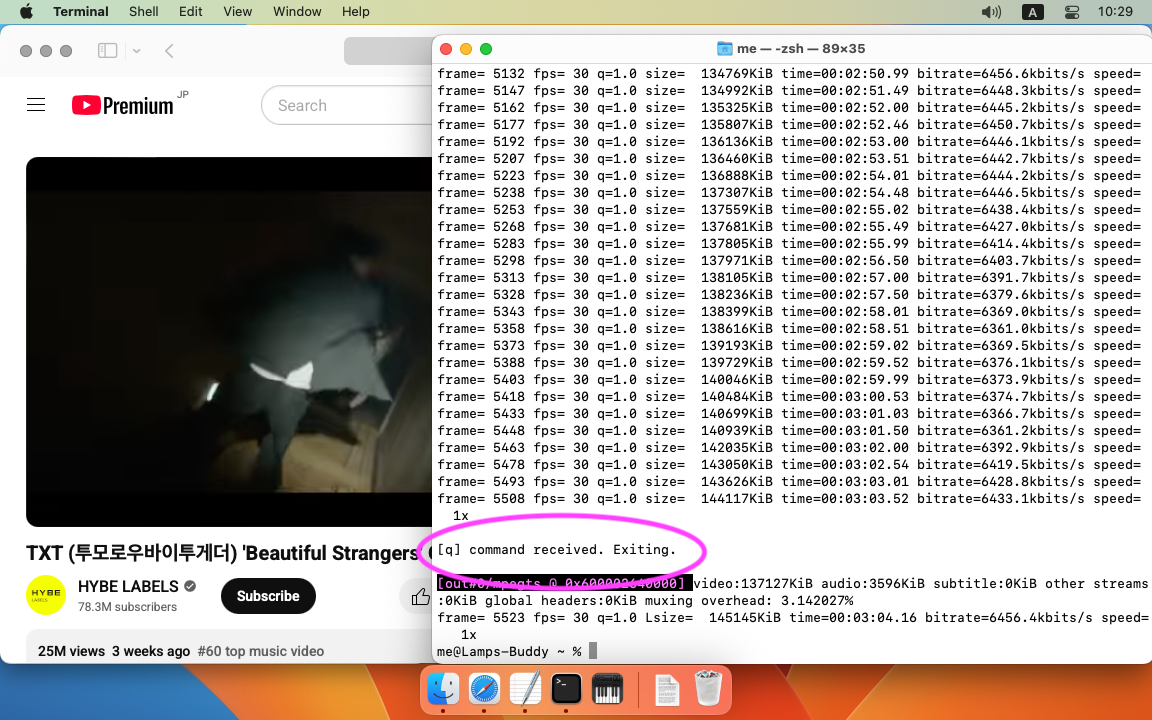 Terminal Shell Edit View Window Help A 10:29
me — -zsh — 89×35
Premium JP
Search
frame= 5132 fps= 30 q=1.0 size=  134769KiB time=00:02:50.99 bitrate=6456.6kbits/s speed=
frame= 5147 fps= 30 q=1.0 size=  134992KiB time=00:02:51.49 bitrate=6448.3kbits/s speed=
frame= 5162 fps= 30 q=1.0 size=  135325KiB time=00:02:52.00 bitrate=6445.2kbits/s speed=
frame= 5177 fps= 30 q=1.0 size=  135807KiB time=00:02:52.46 bitrate=6450.7kbits/s speed=
frame= 5192 fps= 30 q=1.0 size=  136136KiB time=00:02:53.00 bitrate=6446.1kbits/s speed=
frame= 5207 fps= 30 q=1.0 size=  136460KiB time=00:02:53.51 bitrate=6442.7kbits/s speed=
frame= 5223 fps= 30 q=1.0 size=  136888KiB time=00:02:54.01 bitrate=6444.2kbits/s speed=
frame= 5238 fps= 30 q=1.0 size=  137307KiB time=00:02:54.48 bitrate=6446.5kbits/s speed=
frame= 5253 fps= 30 q=1.0 size=  137559KiB time=00:02:55.02 bitrate=6438.4kbits/s speed=
frame= 5268 fps= 30 q=1.0 size=  137681KiB time=00:02:55.49 bitrate=6427.0kbits/s speed=
frame= 5283 fps= 30 q=1.0 size=  137805KiB time=00:02:55.99 bitrate=6414.4kbits/s speed=
frame= 5298 fps= 30 q=1.0 size=  137971KiB time=00:02:56.50 bitrate=6403.7kbits/s speed=
frame= 5313 fps= 30 q=1.0 size=  138105KiB time=00:02:57.00 bitrate=6391.7kbits/s speed=
frame= 5328 fps= 30 q=1.0 size=  138236KiB time=00:02:57.50 bitrate=6379.6kbits/s speed=
frame= 5343 fps= 30 q=1.0 size=  138399KiB time=00:02:58.01 bitrate=6369.0kbits/s speed=
frame= 5358 fps= 30 q=1.0 size=  138616KiB time=00:02:58.51 bitrate=6361.0kbits/s speed=
frame= 5373 fps= 30 q=1.0 size=  139193KiB time=00:02:59.02 bitrate=6369.5kbits/s speed=
frame= 5388 fps= 30 q=1.0 size=  139729KiB time=00:02:59.52 bitrate=6376.1kbits/s speed=
frame= 5403 fps= 30 q=1.0 size=  140046KiB time=00:02:59.99 bitrate=6373.9kbits/s speed=
frame= 5418 fps= 30 q=1.0 size=  140484KiB time=00:03:00.53 bitrate=6374.7kbits/s speed=
frame= 5433 fps= 30 q=1.0 size=  140699KiB time=00:03:01.03 bitrate=6366.7kbits/s speed=
frame= 5448 fps= 30 q=1.0 size=  140939KiB time=00:03:01.50 bitrate=6361.2kbits/s speed=
frame= 5463 fps= 30 q=1.0 size=  142035KiB time=00:03:02.00 bitrate=6392.9kbits/s speed=
frame= 5478 fps= 30 q=1.0 size=  143050KiB time=00:03:02.54 bitrate=6419.5kbits/s speed=
frame= 5493 fps= 30 q=1.0 size=  143626KiB time=00:03:03.01 bitrate=6428.8kbits/s speed=
frame= 5508 fps= 30 q=1.0 size=  144117KiB time=00:03:03.52 bitrate=6433.1kbits/s speed=
1x
[q] command received. Exiting.
[out#0/mpegts @ 0x600002640000] video:137127KiB audio:3596KiB subtitle:0KiB other streams
:0KiB global headers:0KiB muxing overhead: 3.142027%
frame= 5523 fps= 30 q=1.0 Lsize=  145145KiB time=00:03:04.16 bitrate=6456.4kbits/s speed=
1x
me@Lamps-Buddy ~ %
TXT (투모로우바이투게더) 'Beautiful Strangers'
HYBE
LABELS
HYBE LABELS
78.3M subscribers
Subscribe
25M views 3 weeks ago #60 top music video